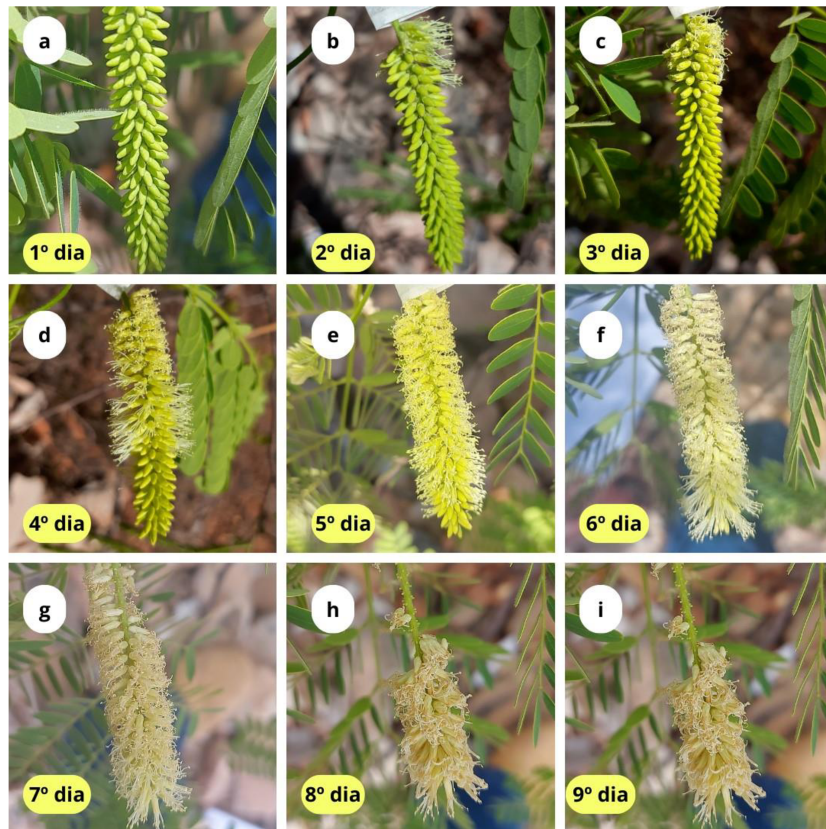 a
1º dia
b
2º dia
c
3º dia
d
4º dia
e
5º dia
f
6º dia
g
7º dia
h
8º dia
i
9º dia